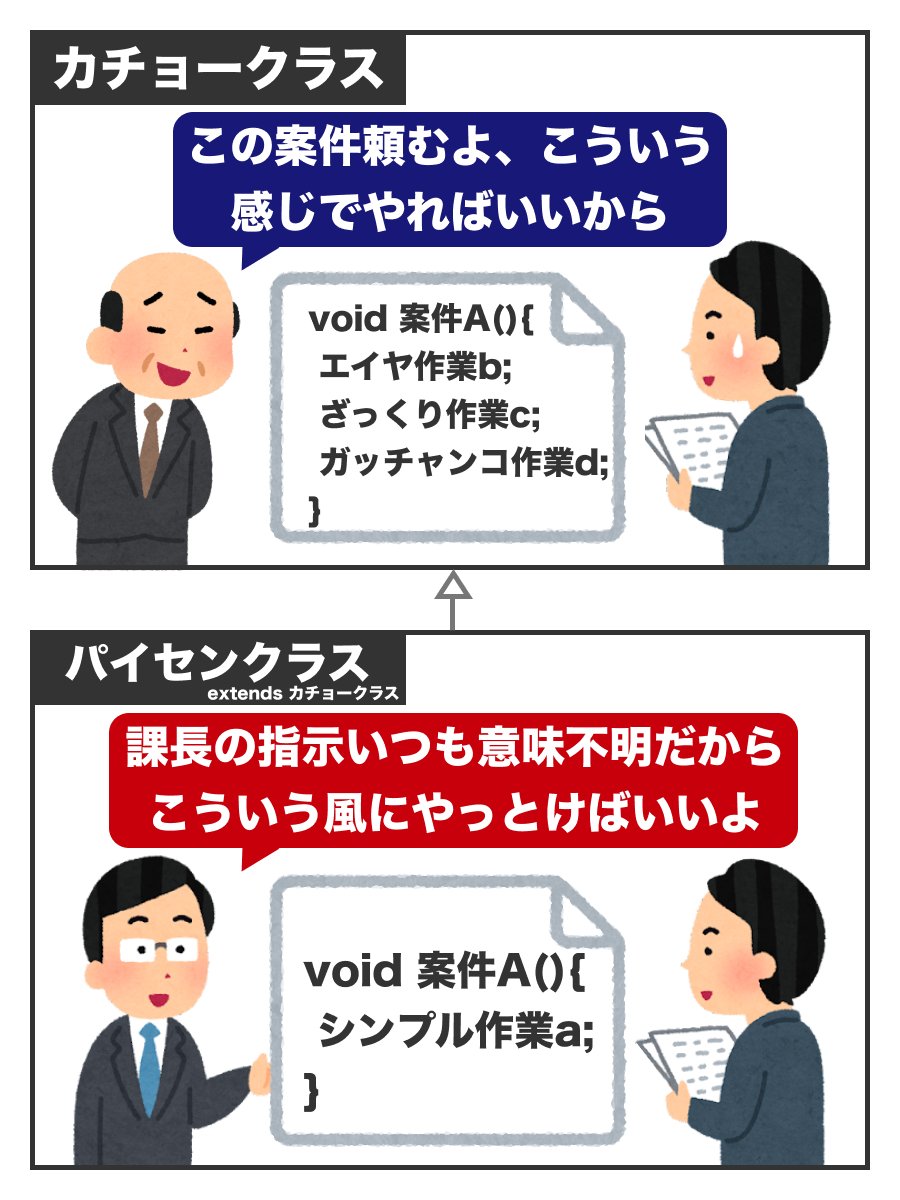 カチョークラス
この案件頼むよ、こういう
感じでやればいいから
void 案件A(){
エイヤ作業b;
ざっくり作業c;
ガッチャンコ作業d;
}
パイセンクラス
extends カチョークラス
課長の指示いつも意味不明だから
こういう風にやっとけばいいよ
void 案件A(){
シンプル作業a;
}